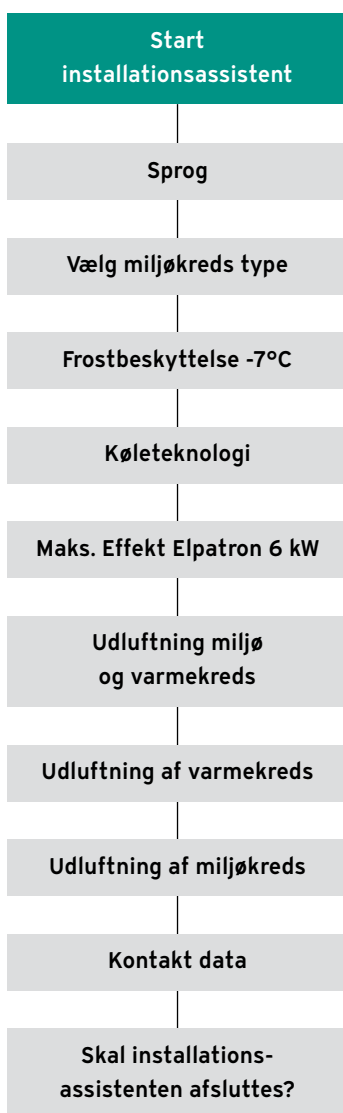 Start
installationsassistent
Sprog
Vælg miljøkreds type
Frostbeskyttelse -7°C
Køleteknologi
Maks. Effekt Elpatron 6 kW
Udluftning miljø
og varmekreds
Udluftning af varmekreds
Udluftning af miljøkreds
Kontakt data
Skal installations-
assistenten afsluttes?